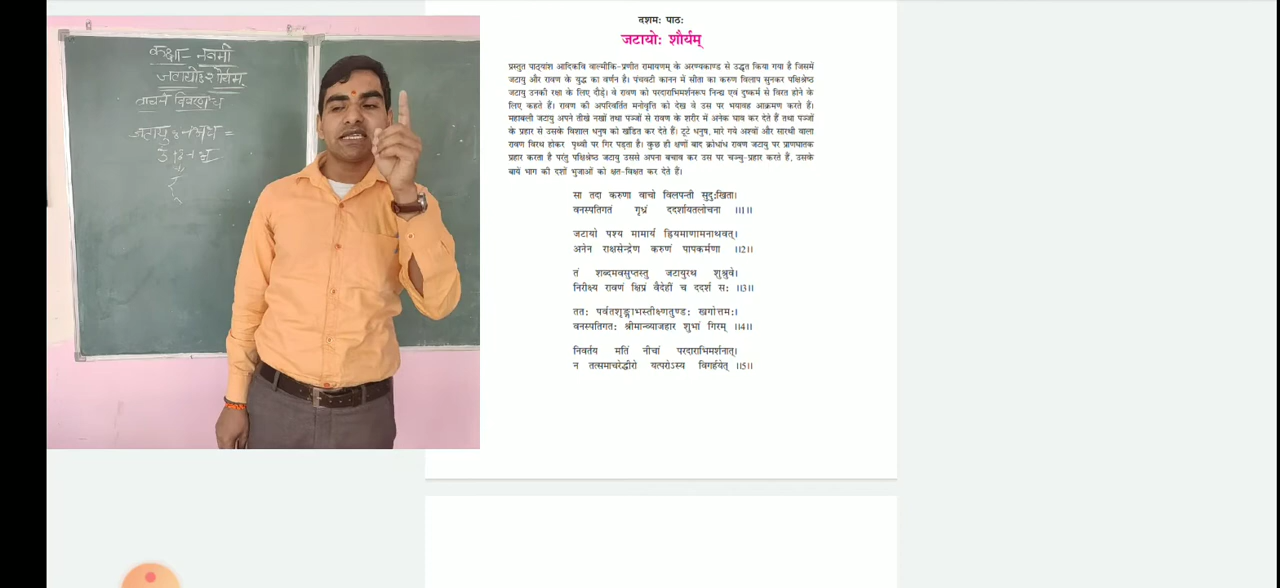 कक्षा- नवमी
जटायोः शौर्यम्
वाचनं विवरणं च
दशमः पाठः
जटायोः शौर्यम्
प्रस्तुत पाठ्यांश आदिकवि वाल्मीकि-प्रणीत रामायणम् के अरण्यकाण्ड से उद्धृत किया गया है जिसमें
जटायु और रावण के युद्ध का वर्णन है। पंचवटी कानन में सीता का करुण विलाप सुनकर पक्षिश्रेष्ठ
जटायु उनकी रक्षा के लिए दौड़े। वे रावण को परदाराभिमर्शनरूप निन्द्य एवं दुष्कर्म से विरत होने के
लिए कहते हैं। रावण की अपरिवर्तित मनोवृत्ति को देख वे उस पर भयावह आक्रमण करते हैं।
महाबली जटायु अपने तीखे नखों तथा पञ्जों से रावण के शरीर में अनेक घाव कर देते हैं तथा पञ्जों
के प्रहार से उसके विशाल धनुष को खंडित कर देते हैं। टूटे धनुष, मारे गये अश्वों और सारथी वाला
रावण विरथ होकर पृथ्वी पर गिर पड़ता है। कुछ ही क्षणों बाद क्रोधांध रावण जटायु पर प्राणघातक
प्रहार करता है परंतु पक्षिश्रेष्ठ जटायु उससे अपना बचाव कर उस पर चञ्चु-प्रहार करते हैं, उसके
बायें भाग की दशों भुजाओं को क्षत-विक्षत कर देते हैं।
सा तदा करुणा वाचो विलपन्ती सुदुःखिता।
वनस्पतिगतं गृध्रं ददर्शायतलोचना ।।1।।
जटायो पश्य मामार्य ह्रियमाणामनाथवत्।
अनेन राक्षसेन्द्रेण करुणं पापकर्मणा ।।2।।
तं शब्दमवसुप्तस्तु जटायुरथ शुश्रुवे।
निरीक्ष्य रावणं क्षिप्रं वैदेहीं च ददर्श सः ।।3।।
ततः पर्वतशृङ्गाभस्तीक्ष्णतुण्डः खगोत्तमः।
वनस्पतिगतः श्रीमान्व्याजहार शुभां गिरम् ।।4।।
निवर्तय मतिं नीचां परदाराभिमर्शनात्।
न तत्समाचरेद्धीरो यत्परोऽस्य विगर्हयेत् ।।5।।